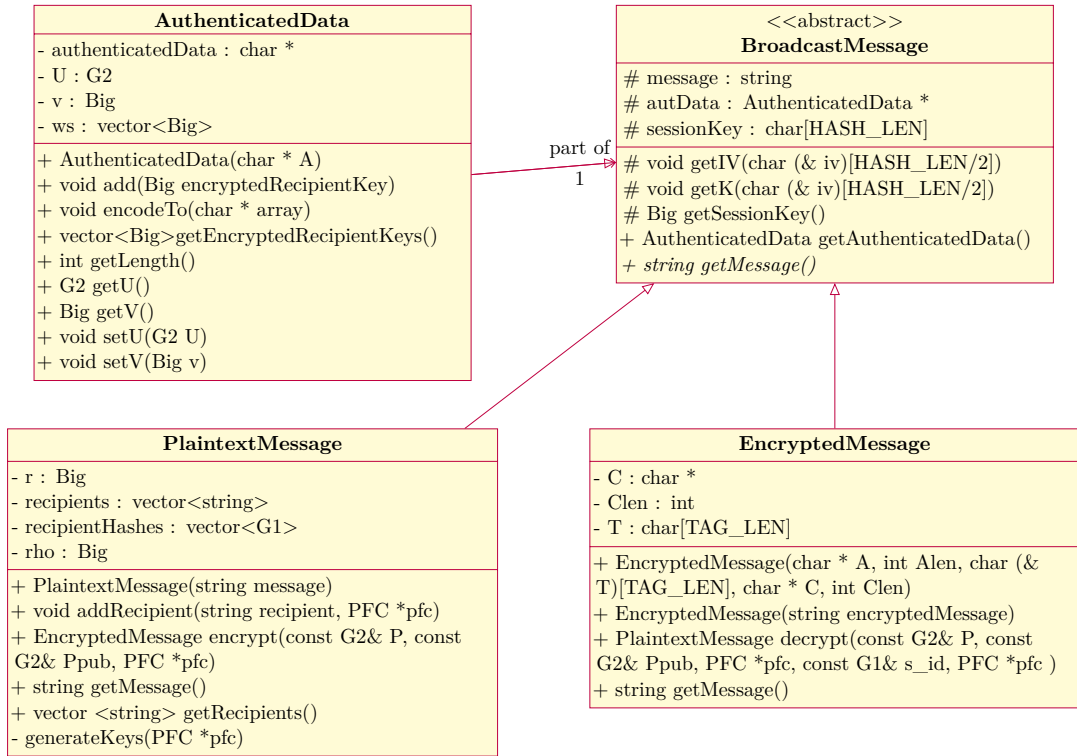 AuthenticatedData
- authenticatedData : char *
- U : G2
- v : Big
- ws : vector<Big>
+ AuthenticatedData(char * A)
+ void add(Big encryptedRecipientKey)
+ void encodeTo(char * array)
+ vector<Big>getEncryptedRecipientKeys()
+ int getLength()
+ G2 getU()
+ Big getV()
+ void setU(G2 U)
+ void setV(Big v)
part of
1
<<abstract>>
BroadcastMessage
# message : string
# autData : AuthenticatedData *
# sessionKey : char[HASH_LEN]
# void getIV(char (& iv)[HASH_LEN/2])
# void getK(char (& iv)[HASH_LEN/2])
# Big getSessionKey()
+ AuthenticatedData getAuthenticatedData()
+ string getMessage()
PlaintextMessage
- r : Big
- recipients : vector<string>
- recipientHashes : vector<G1>
- rho : Big
+ PlaintextMessage(string message)
+ void addRecipient(string recipient, PFC *pfc)
+ EncryptedMessage encrypt(const G2& P, const
G2& Ppub, PFC *pfc)
+ string getMessage()
+ vector <string> getRecipients()
- generateKeys(PFC *pfc)
EncryptedMessage
- C : char *
- Clen : int
- T : char[TAG_LEN]
+ EncryptedMessage(char * A, int Alen, char (&
T)[TAG_LEN], char * C, int Clen)
+ EncryptedMessage(string encryptedMessage)
+ PlaintextMessage decrypt(const G2& P, const
G2& Ppub, PFC *pfc, const G1& s_id, PFC *pfc )
+ string getMessage()